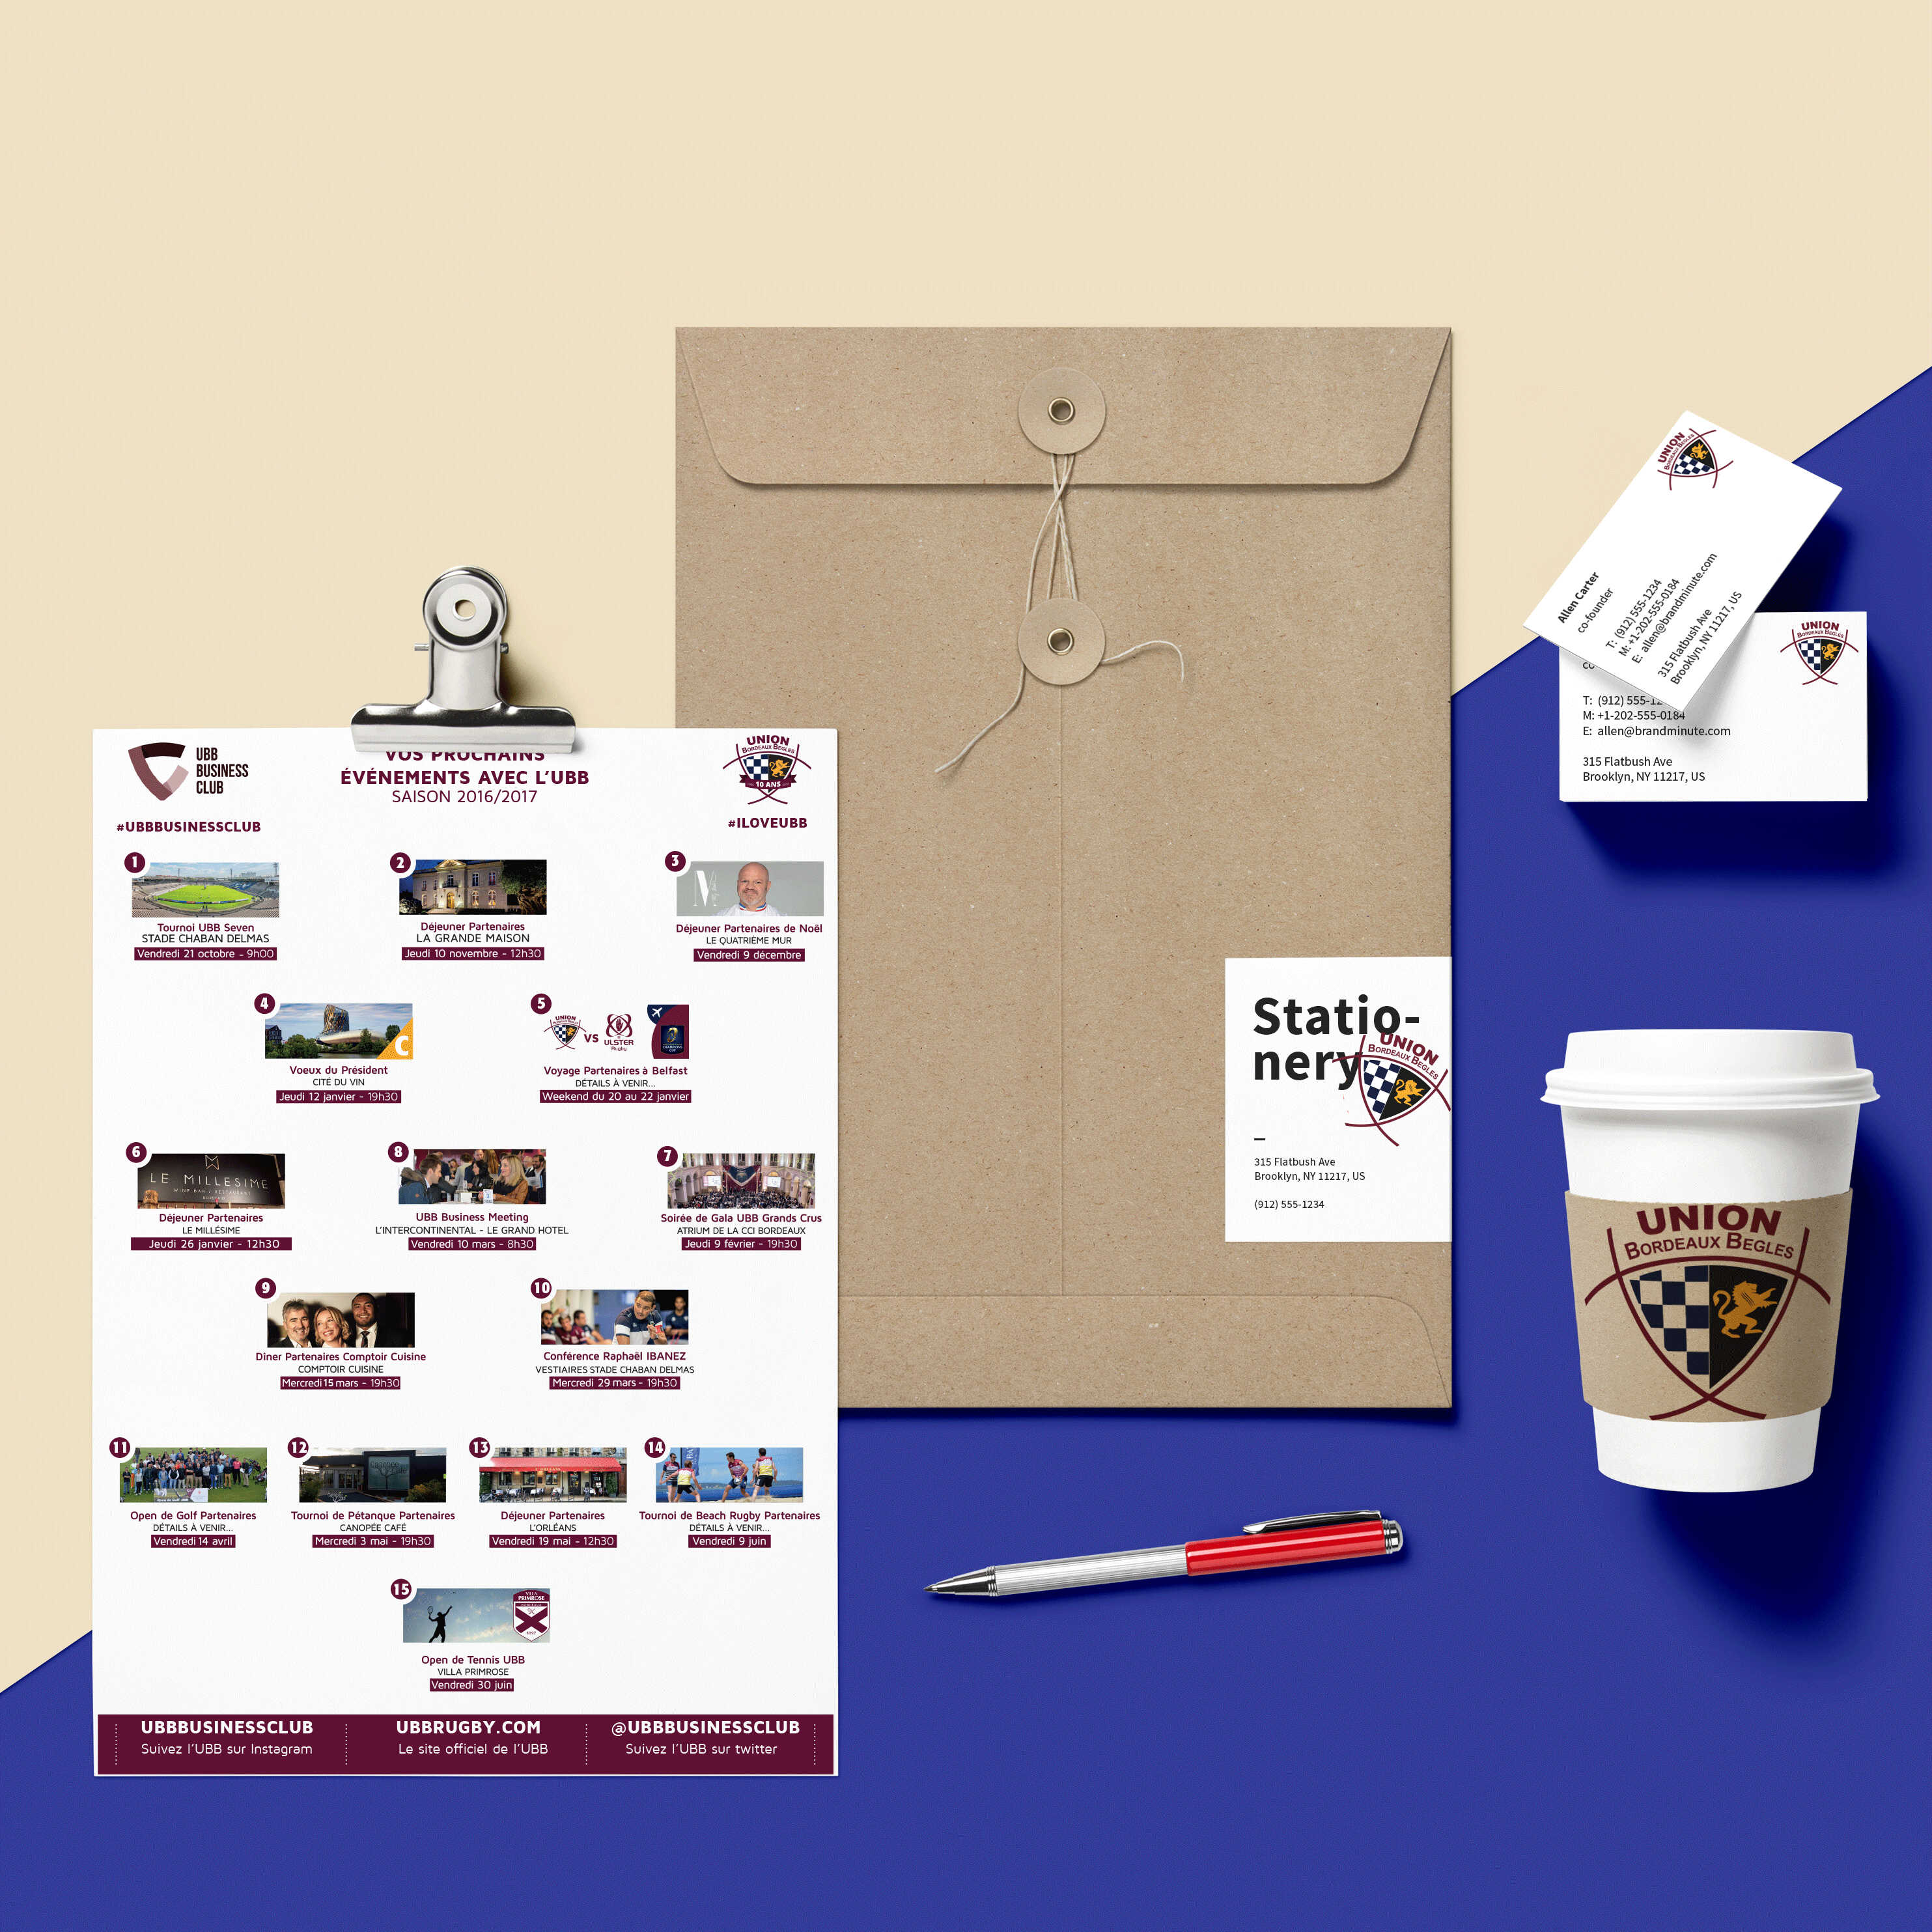 UBB
BUSINESS
CLUB
#UBBBUSINESSCLUB
VOS PROCHAINS
ÉVÉNEMENTS AVEC L'UBB
SAISON 2016/2017
UNION
BORDEAUX BEGLES
10 ANS
#ILOVEUBB
1
Tournoi UBB Seven
STADE CHABAN DELMAS
Vendredi 21 octobre - 9h00
2
Déjeuner Partenaires
LA GRANDE MAISON
Jeudi 10 novembre - 12h30
3
Déjeuner Partenaires de Noël
LE QUATRIÈME MUR
Vendredi 9 décembre
4
C
Voeux du Président
CITÉ DU VIN
Jeudi 12 janvier - 19h30
5
UNION
VS
ULSTER
Rugby
Voyage Partenaires à Belfast
DÉTAILS À VENIR...
Weekend du 20 au 22 janvier
6
LE MILLESIME
WINE BAR / RESTAURANT
Déjeuner Partenaires
LE MILLÉSIME
Jeudi 26 janvier - 12h30
8
UBB Business Meeting
L'INTERCONTINENTAL - LE GRAND HOTEL
Vendredi 10 mars - 8h30
7
Soirée de Gala UBB Grands Crus
ATRIUM DE LA CCI BORDEAUX
Jeudi 9 février - 19h30
9
Diner Partenaires Comptoir Cuisine
COMPTOIR CUISINE
Mercredi 15 mars - 19h30
10
Conférence Raphaël IBANEZ
VESTIAIRES STADE CHABAN DELMAS
Mercredi 29 mars - 19h30
11
Open de Golf Partenaires
DÉTAILS À VENIR...
Vendredi 14 avril
12
Tournoi de Pétanque Partenaires
CANOPÉE CAFÉ
Mercredi 3 mai - 19h30
13
Déjeuner Partenaires
L'ORLÉANS
Vendredi 19 mai - 12h30
14
Tournoi de Beach Rugby Partenaires
DÉTAILS À VENIR...
Vendredi 9 juin
15
VILLA
PRIMROSE
Open de Tennis UBB
VILLA PRIMROSE
Vendredi 30 juin
UBBBUSINESSCLUB
Suivez l'UBB sur Instagram
UBBRUGBY.COM
Le site officiel de l'UBB
@UBBBUSINESSCLUB
Suivez l'UBB sur twitter
Statio-
nery
UNION
BORDEAUX BEGLES
–
315 Flatbush Ave
Brooklyn, NY 11217, US
(912) 555-1234
UNION
BORDEAUX BEGLES
Allen Carter
co-founder
T: (912) 555-1234
M: +1-202-555-0184
E: allen@brandminute.com
315 Flatbush Ave
Brooklyn, NY 11217, US
UNION
BORDEAUX BEGLES
co
T: (912) 555-12
M: +1-202-555-0184
E: allen@brandminute.com
315 Flatbush Ave
Brooklyn, NY 11217, US
UNION
BORDEAUX BEGLES